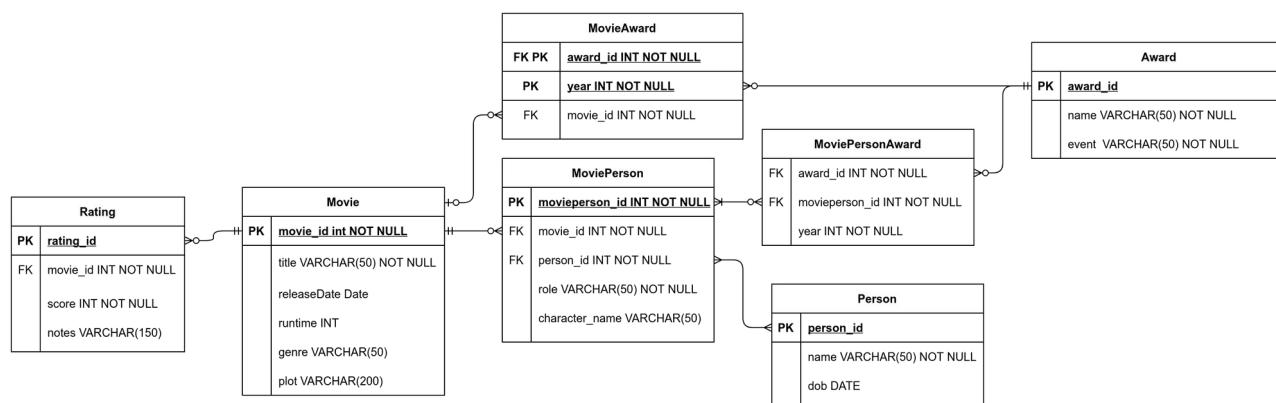 MovieAward
FK PK award_id INT NOT NULL
PK year INT NOT NULL
FK movie_id INT NOT NULL
Award
PK award_id
name VARCHAR(50) NOT NULL
event VARCHAR(50) NOT NULL
MoviePersonAward
FK award_id INT NOT NULL
FK movieperson_id INT NOT NULL
year INT NOT NULL
MoviePerson
PK movieperson_id INT NOT NULL
FK movie_id INT NOT NULL
FK person_id INT NOT NULL
role VARCHAR(50) NOT NULL
character_name VARCHAR(50)
Movie
PK movie_id int NOT NULL
title VARCHAR(50) NOT NULL
releaseDate Date
runtime INT
genre VARCHAR(50)
plot VARCHAR(200)
Rating
PK rating_id
FK movie_id INT NOT NULL
score INT NOT NULL
notes VARCHAR(150)
Person
PK person_id
name VARCHAR(50) NOT NULL
dob DATE